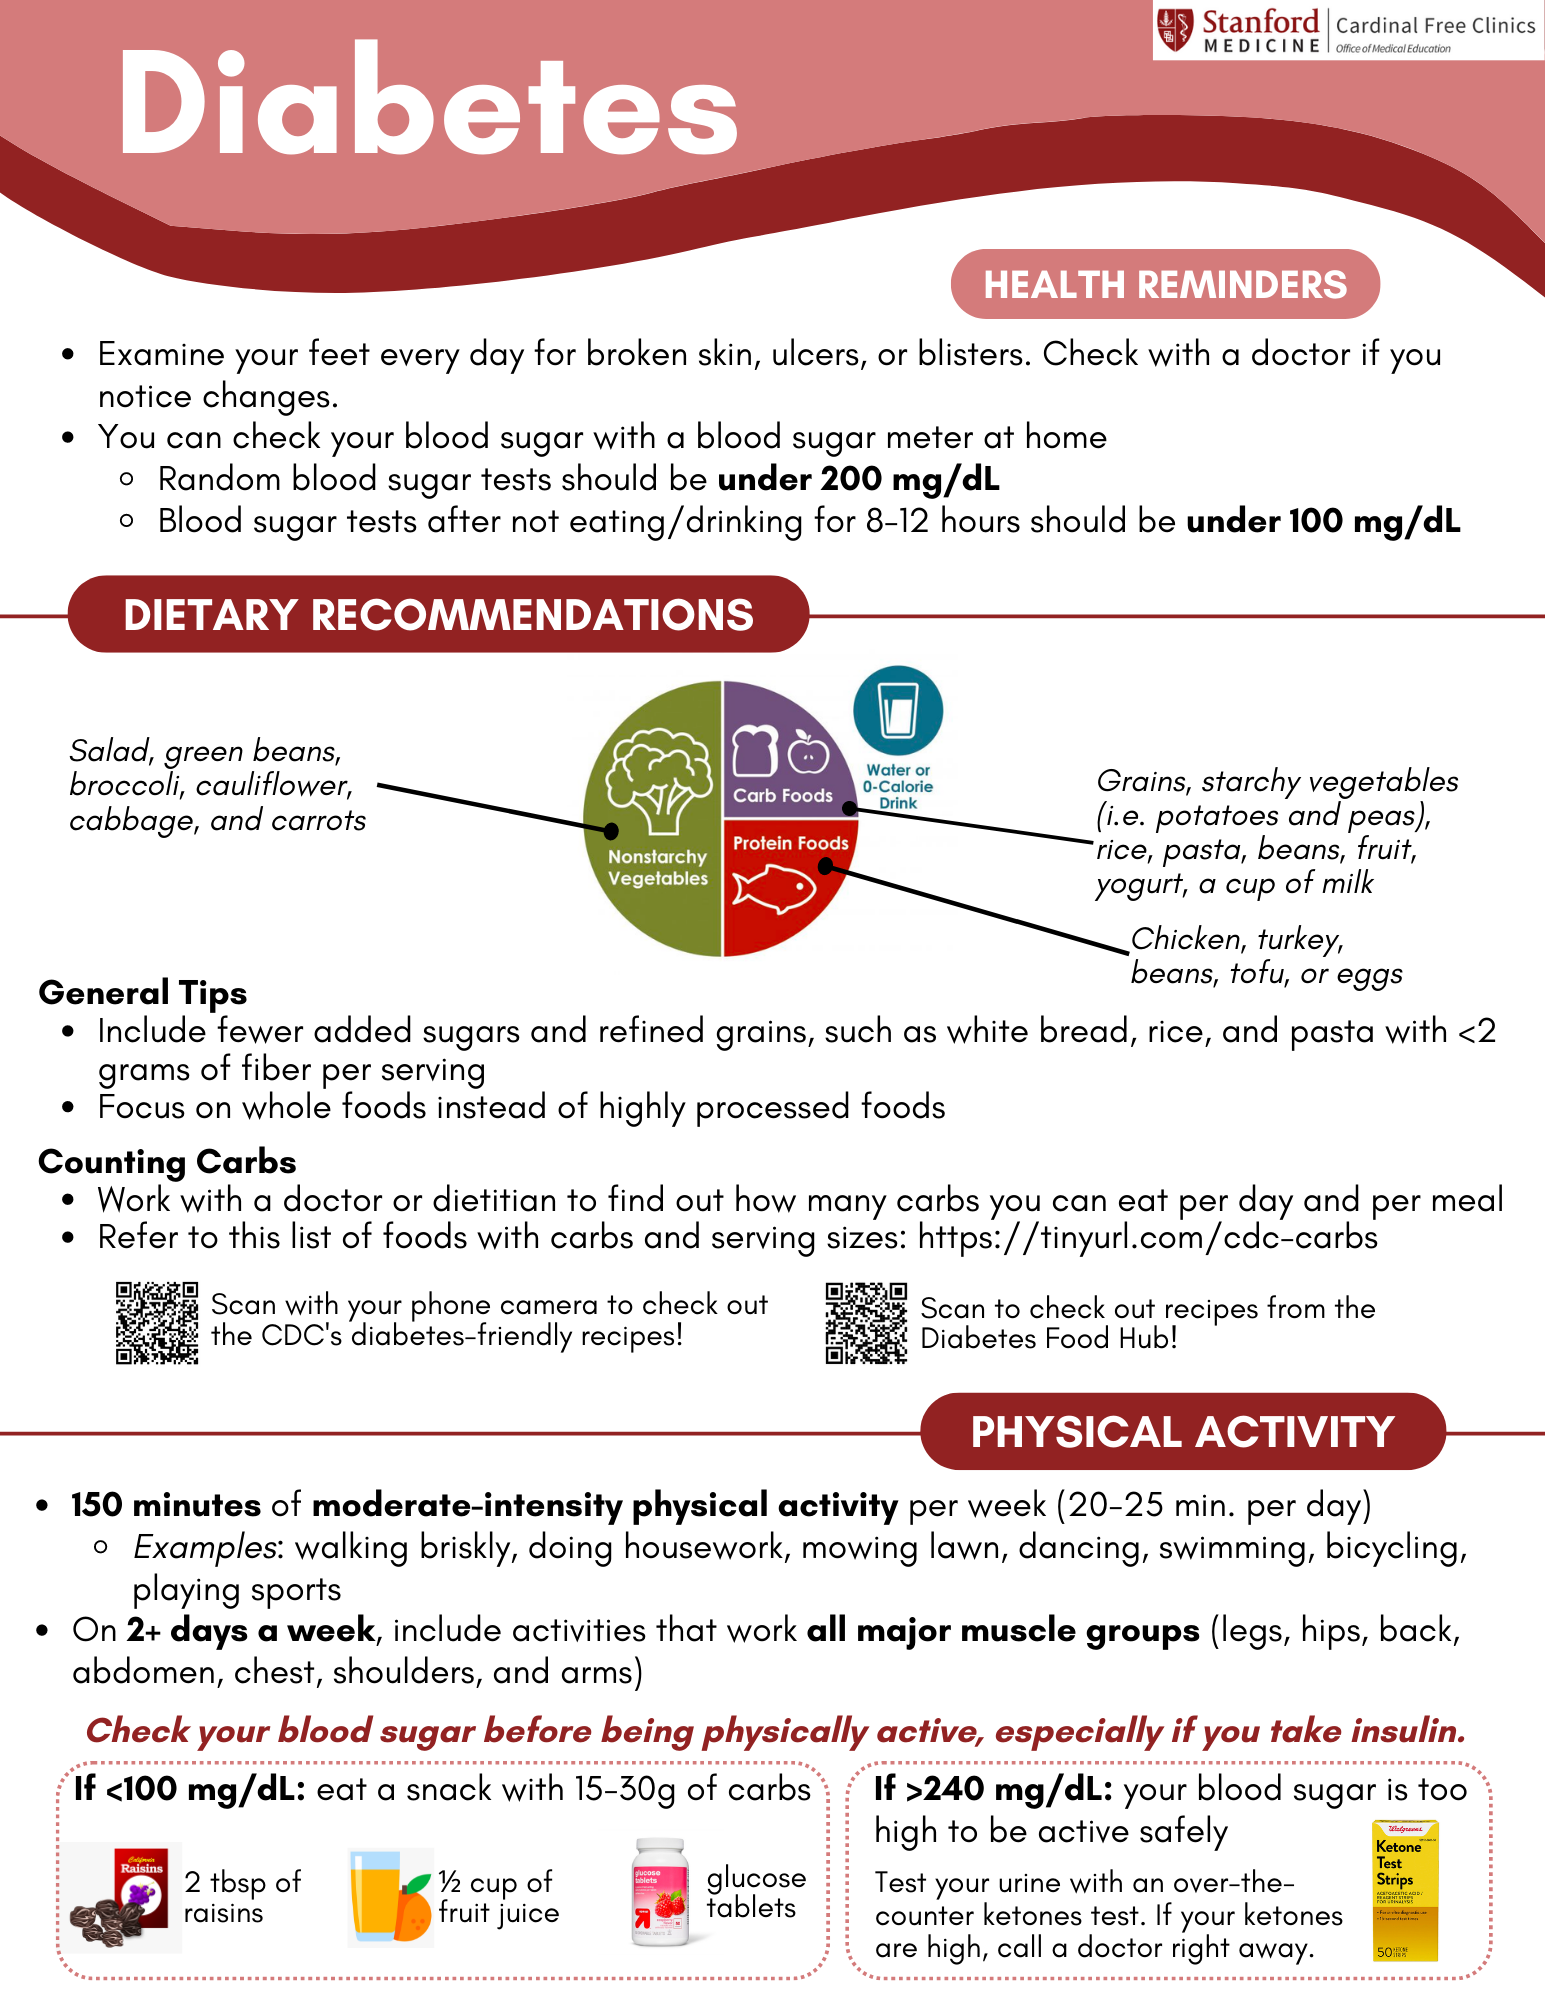 Stanford
MEDICINE
Cardinal Free Clinics
Office of Medical Education
Diabetes
HEALTH REMINDERS
• Examine your feet every day for broken skin, ulcers, or blisters. Check with a doctor if you
notice changes.
• You can check your blood sugar with a blood sugar meter at home
◦ Random blood sugar tests should be under 200 mg/dL
◦ Blood sugar tests after not eating/drinking for 8-12 hours should be under 100 mg/dL
DIETARY RECOMMENDATIONS
Salad, green beans,
broccoli, cauliflower,
cabbage, and carrots
Nonstarchy
Vegetables
Carb Foods
Protein Foods
Water or
0-Calorie
Drink
Grains, starchy vegetables
(i.e. potatoes and peas),
rice, pasta, beans, fruit,
yogurt, a cup of milk
Chicken, turkey,
beans, tofu, or eggs
General Tips
• Include fewer added sugars and refined grains, such as white bread, rice, and pasta with <2
grams of fiber per serving
• Focus on whole foods instead of highly processed foods
Counting Carbs
• Work with a doctor or dietitian to find out how many carbs you can eat per day and per meal
• Refer to this list of foods with carbs and serving sizes: https://tinyurl.com/cdc-carbs
Scan with your phone camera to check out
the CDC's diabetes-friendly recipes!
Scan to check out recipes from the
Diabetes Food Hub!
PHYSICAL ACTIVITY
• 150 minutes of moderate-intensity physical activity per week (20-25 min. per day)
◦ Examples: walking briskly, doing housework, mowing lawn, dancing, swimming, bicycling,
playing sports
• On 2+ days a week, include activities that work all major muscle groups (legs, hips, back,
abdomen, chest, shoulders, and arms)
Check your blood sugar before being physically active, especially if you take insulin.
If <100 mg/dL: eat a snack with 15-30g of carbs
California
Raisins
2 tbsp of
raisins
½ cup of
fruit juice
glucose
tablets
glucose
tablets
If >240 mg/dL: your blood sugar is too
high to be active safely
Test your urine with an over-the-
counter ketones test. If your ketones
are high, call a doctor right away.
Walgreens
Ketone
Test
Strips
50